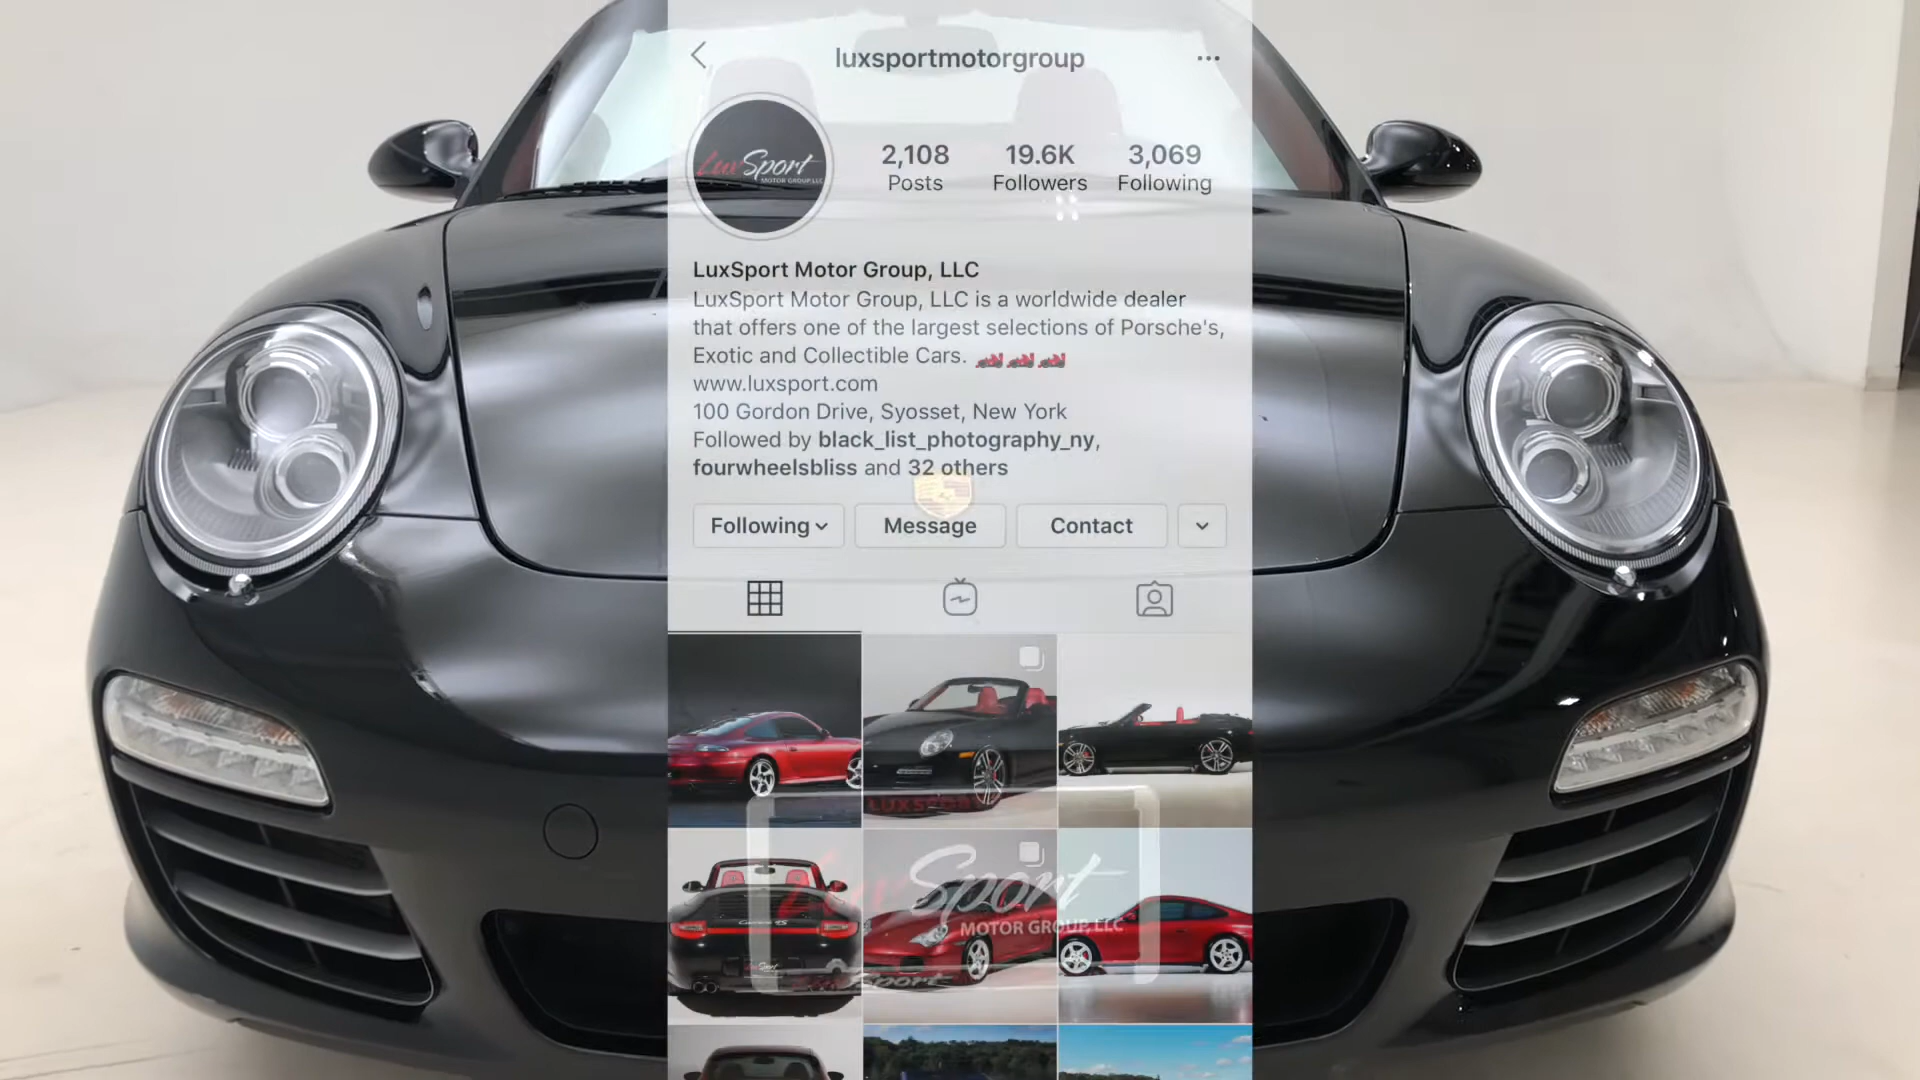 luxsportmotorgroup
LuxSport
MOTOR GROUP, LLC
2,108 19.6K 3,069
Posts Followers Following
LuxSport Motor Group, LLC
LuxSport Motor Group, LLC is a worldwide dealer
that offers one of the largest selections of Porsche's,
Exotic and Collectible Cars.
www.luxsport.com
100 Gordon Drive, Syosset, New York
Followed by black_list_photography_ny,
fourwheelsbliss and 32 others
Following Message Contact
LUXSPORT
Carrera 4S
LuxSport
MOTOR GROUP, LLC